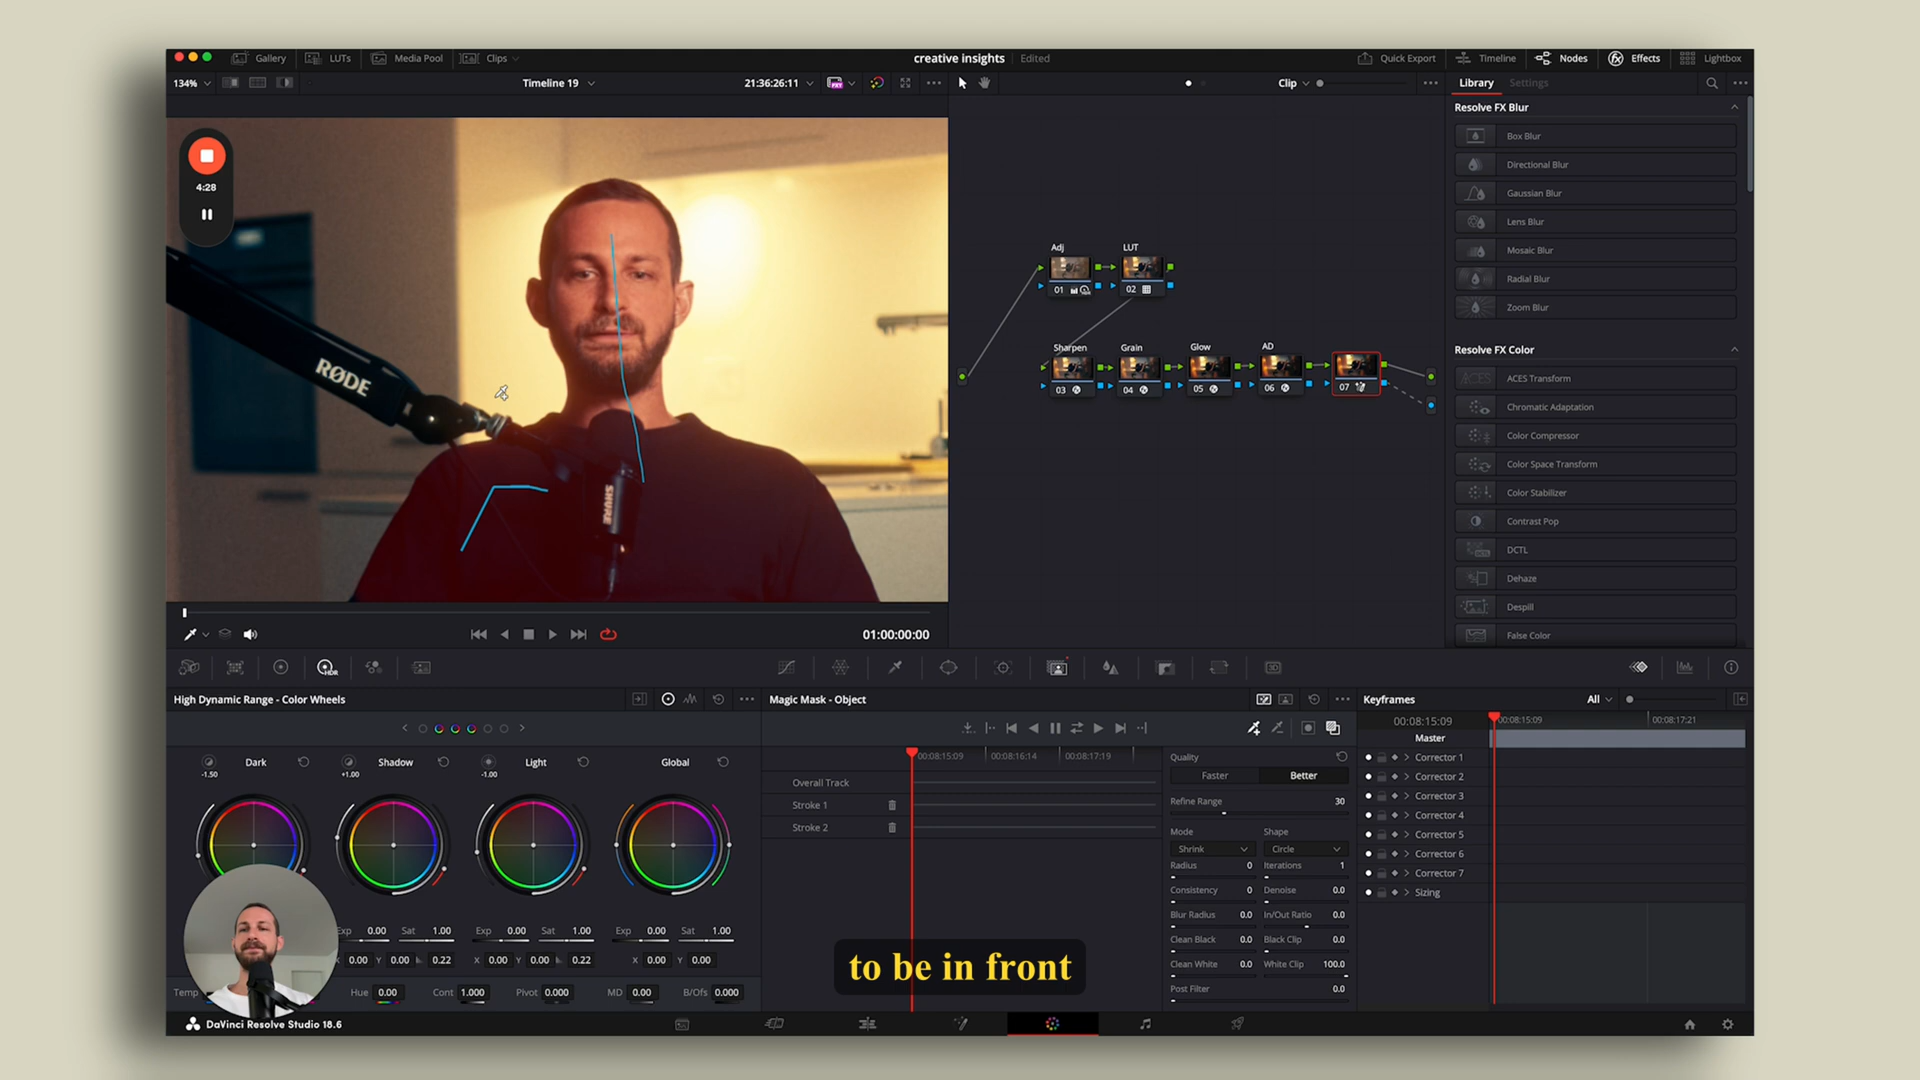 Gallery LUTs Media Pool Clips creative insights Edited Quick Export Timeline Nodes Effects Lightbox
134% Timeline 19 21:36:26:11 Clip Library Settings
Resolve FX Blur
Box Blur
Directional Blur
Gaussian Blur
Lens Blur
Mosaic Blur
Radial Blur
Zoom Blur
Resolve FX Color
ACES ACES Transform
Chromatic Adaptation
Color Compressor
Color Space Transform
Color Stabilizer
Contrast Pop
DCTL DCTL
Dehaze
Despill
False Color
4:28
RØDE
SHURE
Adj LUT
01 02
Sharpen Grain Glow AD
03 04 05 06 07
01:00:00:00
HDR 3D
High Dynamic Range - Color Wheels
Dark Shadow Light Global
-1.50 +1.00 -1.00
Exp 0.00 Sat 1.00 Exp 0.00 Sat 1.00 Exp 0.00 Sat 1.00
0.00 Y 0.00 0.22 X 0.00 Y 0.00 0.22 X 0.00 Y 0.00
Temp Hue 0.00 Cont 1.000 Pivot 0.000 MD 0.00 B/Ofs 0.000
Magic Mask - Object
00:08:15:09 00:08:16:14 00:08:17:19
Overall Track
Stroke 1
Stroke 2
Quality
Faster Better
Refine Range 30
Mode Shape
Shrink Circle
Radius 0 Iterations 1
Consistency 0 Denoise 0.0
Blur Radius 0.0 In/Out Ratio 0.0
Clean Black 0.0 Black Clip 0.0
Clean White 0.0 White Clip 100.0
Post Filter 0.0
Keyframes All
00:08:15:09 00:08:15:09 00:08:17:21
Master
Corrector 1
Corrector 2
Corrector 3
Corrector 4
Corrector 5
Corrector 6
Corrector 7
Sizing
to be in front
DaVinci Resolve Studio 18.6